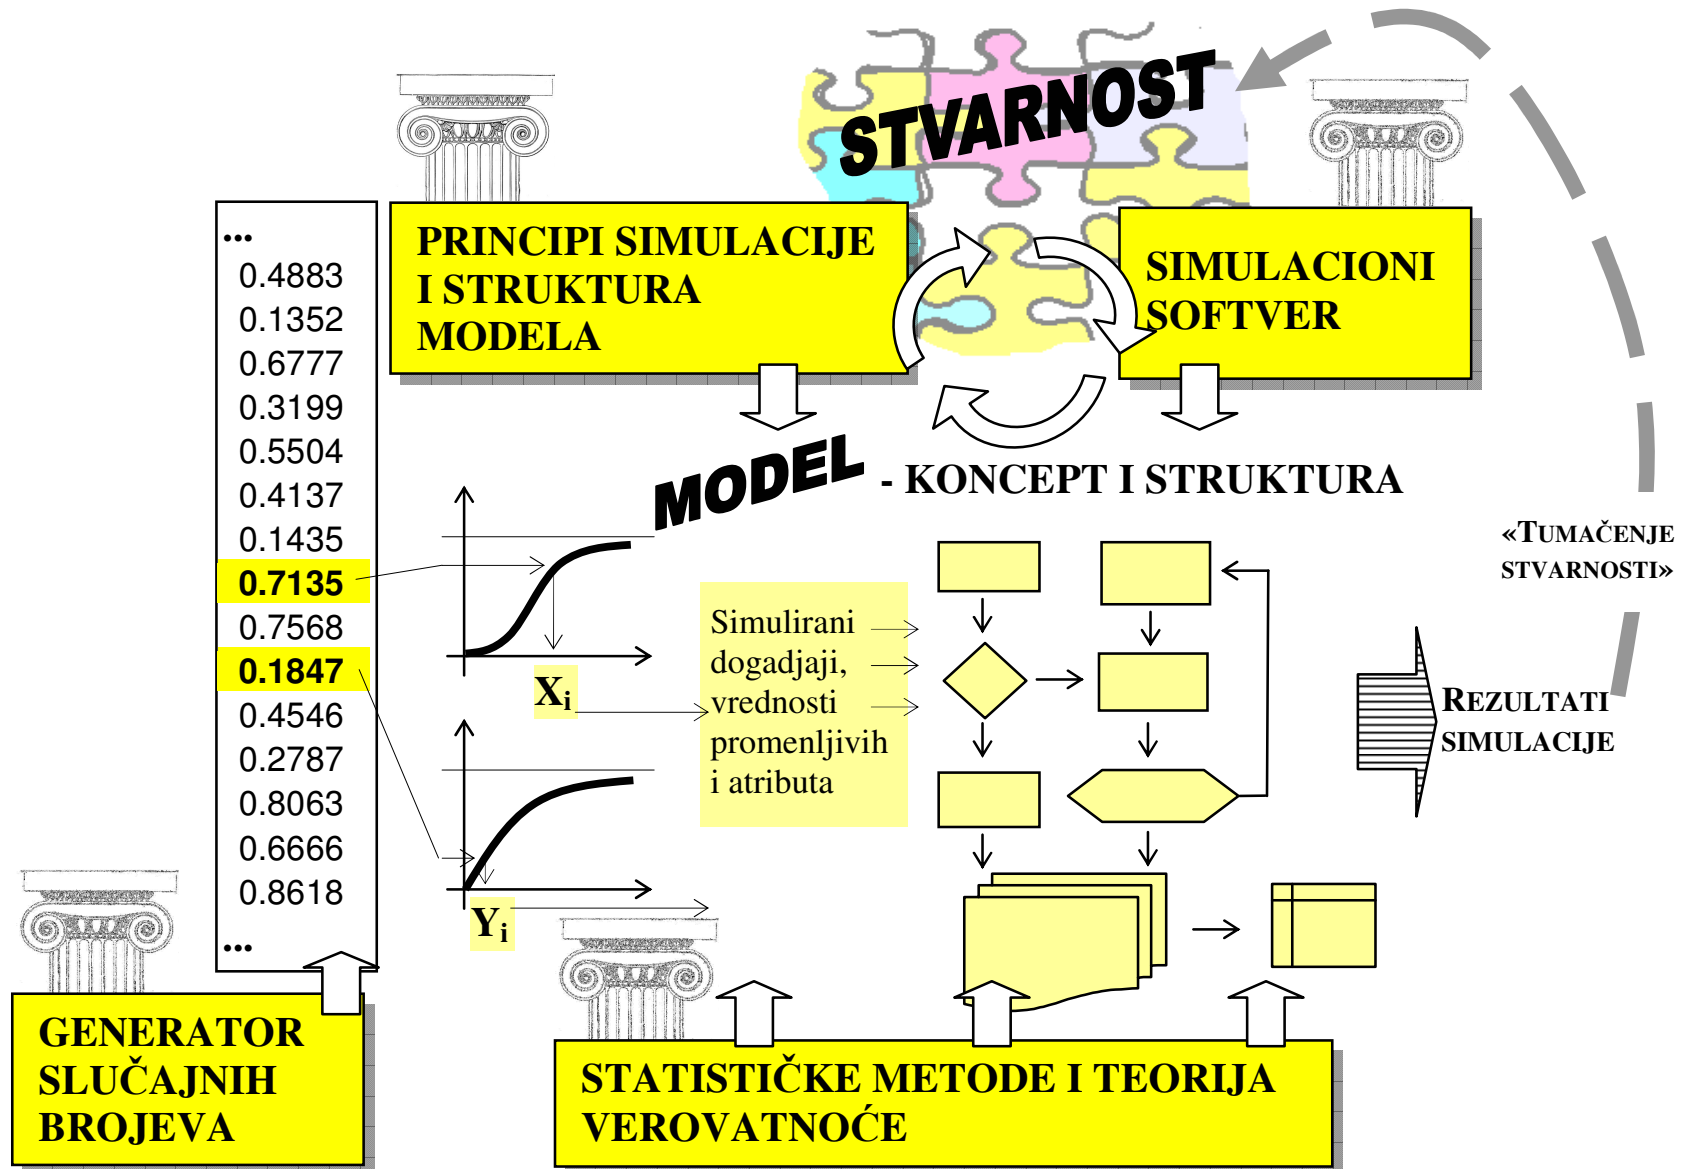 STVARNOST
PRINCIPI SIMULACIJE
I STRUKTURA
MODELA
SIMULACIONI
SOFTVER
...
0.4883
0.1352
0.6777
0.3199
0.5504
0.4137
0.1435
0.7135
0.7568
0.1847
0.4546
0.2787
0.8063
0.6666
0.8618
...
MODEL - KONCEPT I STRUKTURA
«TUMAČENJE
STVARNOSTI»
Simulirani
dogadjaji,
vrednosti
promenljivih
i atributa
Xi
Yi
REZULTATI
SIMULACIJE
GENERATOR
SLUČAJNIH
BROJEVA
STATISTIČKE METODE I TEORIJA
VEROVATNOĆE